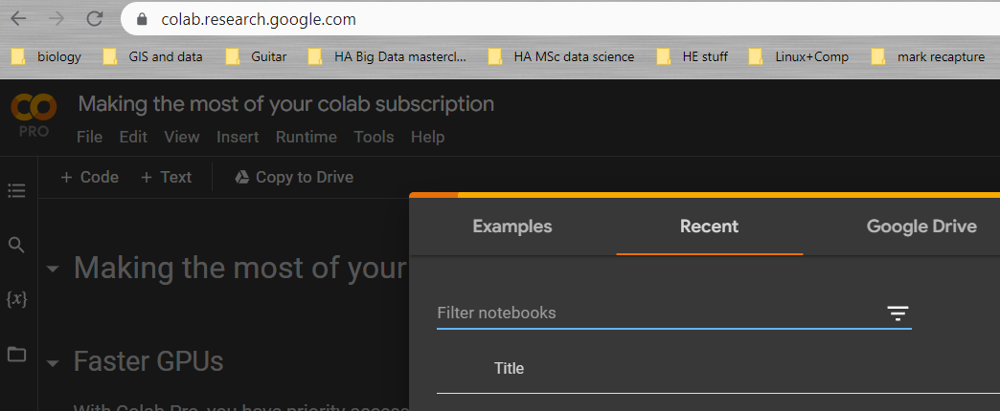 colab.research.google.com
biology GIS and data Guitar HA Big Data mastercl... HA MSc data science HE stuff Linux+Comp mark recapture
CO Making the most of your colab subscription
PRO File Edit View Insert Runtime Tools Help
+ Code + Text Copy to Drive
Examples Recent Google Drive
Making the most of your
{x} Filter notebooks
Faster GPUs
Title
With Colab Pro, you have priority access